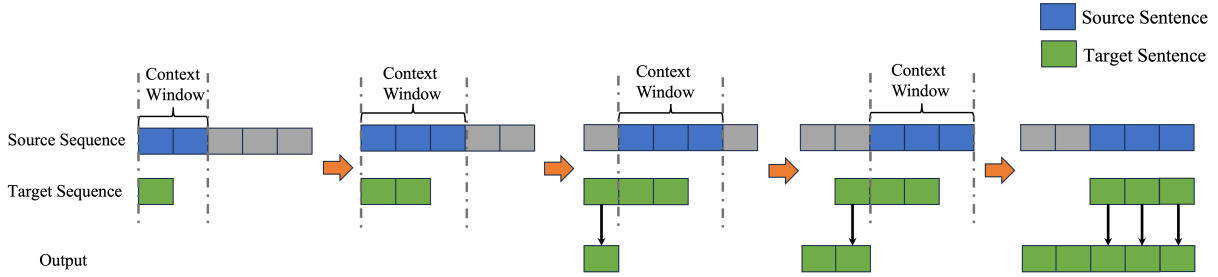 Source Sentence
Target Sentence
Context
Window
Context
Window
Context
Window
Context
Window
Source Sequence
Target Sequence
Output